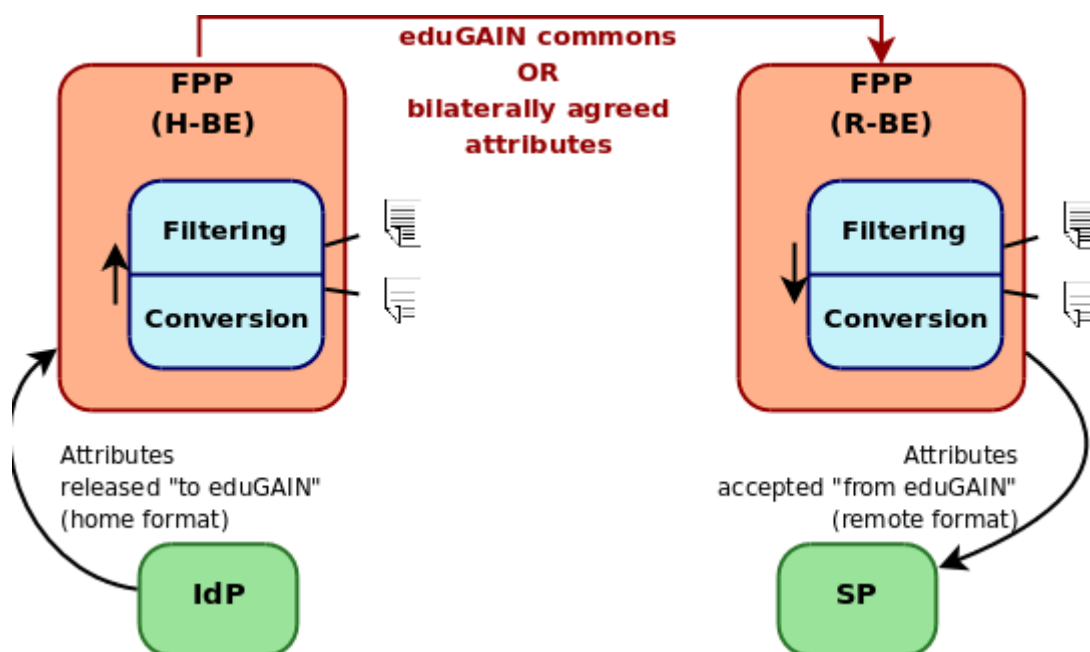 eduGAIN commons
OR
bilaterally agreed
attributes
FPP
(H-BE)
Filtering
Conversion
FPP
(R-BE)
Filtering
Conversion
Attributes
released "to eduGAIN"
(home format)
Attributes
accepted "from eduGAIN"
(remote format)
IdP
SP